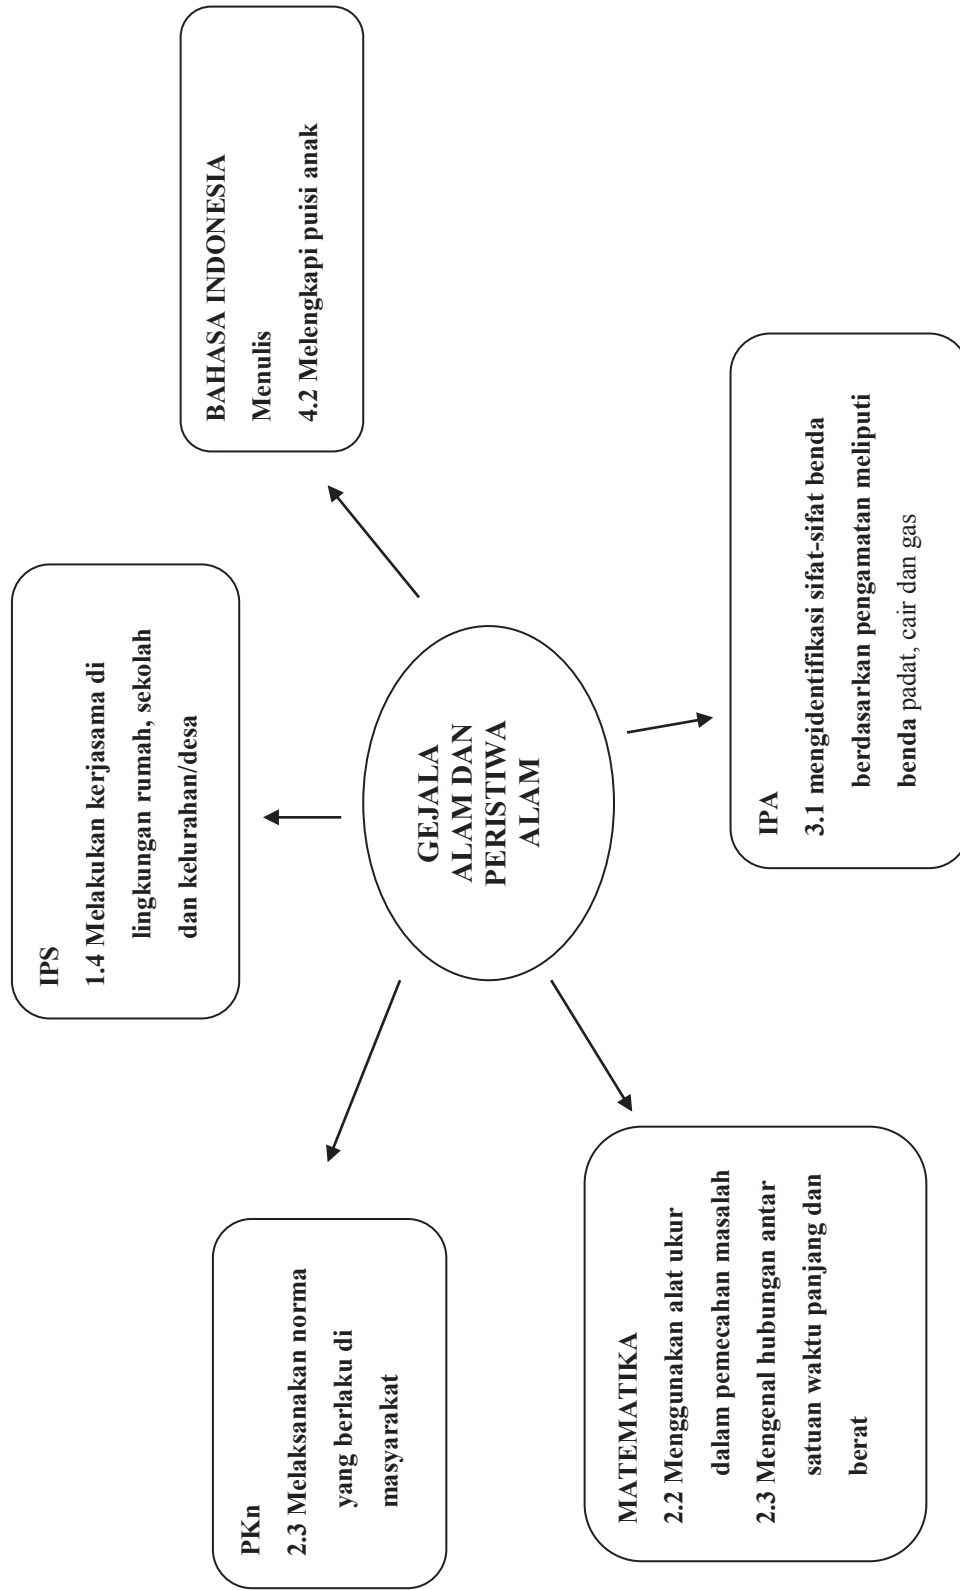 PKn
2.3 Melaksanakan norma
yang berlaku di
masyarakat
IPS
1.4 Melakukan kerjasama di
lingkungan rumah, sekolah
dan kelurahan/desa
BAHASA INDONESIA
Menulis
4.2 Melengkapi puisi anak
GEJALA
ALAM DAN
PERISTIWA
ALAM
MATEMATIKA
2.2 Menggunakan alat ukur
dalam pemecahan masalah
2.3 Mengenal hubungan antar
satuan waktu panjang dan
berat
IPA
3.1 mengidentifikasi sifat-sifat benda
berdasarkan pengamatan meliputi
benda padat, cair dan gas